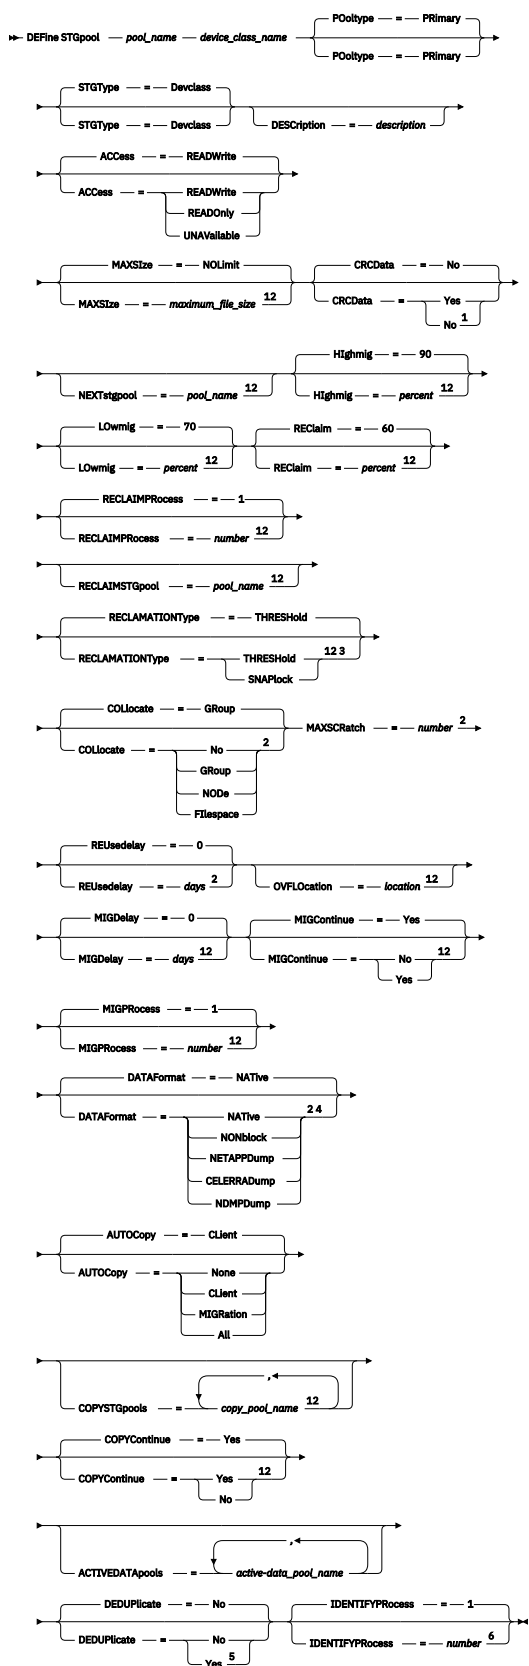 POoltype = PRimary
DEFine STGpool pool_name device_class_name
POoltype = PRimary
STGType = Devclass
STGType = Devclass
DESCription = description
ACCess = READWrite
ACCess = READWrite
READOnly
UNAVailable
MAXSIze = NOLimit
MAXSIze = maximum_file_size 12
CRCData = No
CRCData = Yes
No 1
NEXTstgpool = pool_name 12
HIghmig = 90
HIghmig = percent 12
LOwmig = 70
LOwmig = percent 12
REClaim = 60
REClaim = percent 12
RECLAIMPRocess = 1
RECLAIMPRocess = number 12
RECLAIMSTGpool = pool_name 12
RECLAMATIONType = THRESHold
RECLAMATIONType = THRESHold 12 3
SNAPlock
COLlocate = GRoup
COLlocate = No 2
GRoup
NODe
FIlespace
MAXSCRatch = number 2
REUsedelay = 0
REUsedelay = days 2
OVFLOcation = location 12
MIGDelay = 0
MIGDelay = days 12
MIGContinue = Yes
MIGContinue = No 12
Yes
MIGPRocess = 1
MIGPRocess = number 12
DATAFormat = NATive
DATAFormat = NATive 2 4
NONblock
NETAPPDump
CELERRADump
NDMPDump
AUTOCopy = CLient
AUTOCopy = None
CLient
MIGRation
All
,
COPYSTGpools = copy_pool_name 12
COPYContinue = Yes
COPYContinue = Yes 12
No
,
ACTIVEDATApools = active-data_pool_name
DEDUPlicate = No
DEDUPlicate = No
Yes 5
IDENTIFYPRocess = 1
IDENTIFYPRocess = number 6